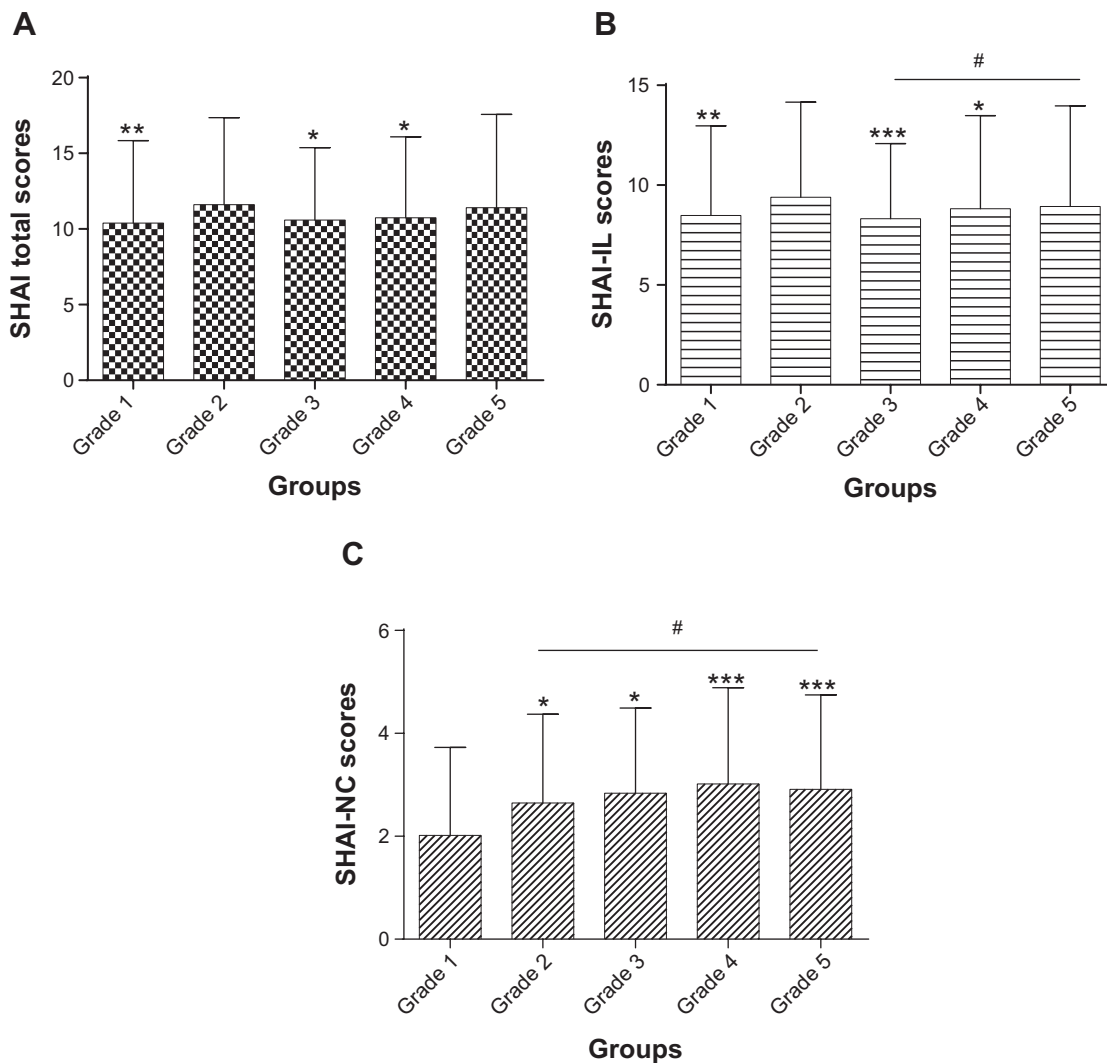 A
SHAI total scores
20
15
10
5
0
**
*
*
Grade 1
Grade 2
Grade 3
Grade 4
Grade 5
Groups
B
SHAI-IL scores
15
10
5
0
#
**
***
*
Grade 1
Grade 2
Grade 3
Grade 4
Grade 5
Groups
C
SHAI-NC scores
6
4
2
0
#
*
*
***
***
Grade 1
Grade 2
Grade 3
Grade 4
Grade 5
Groups